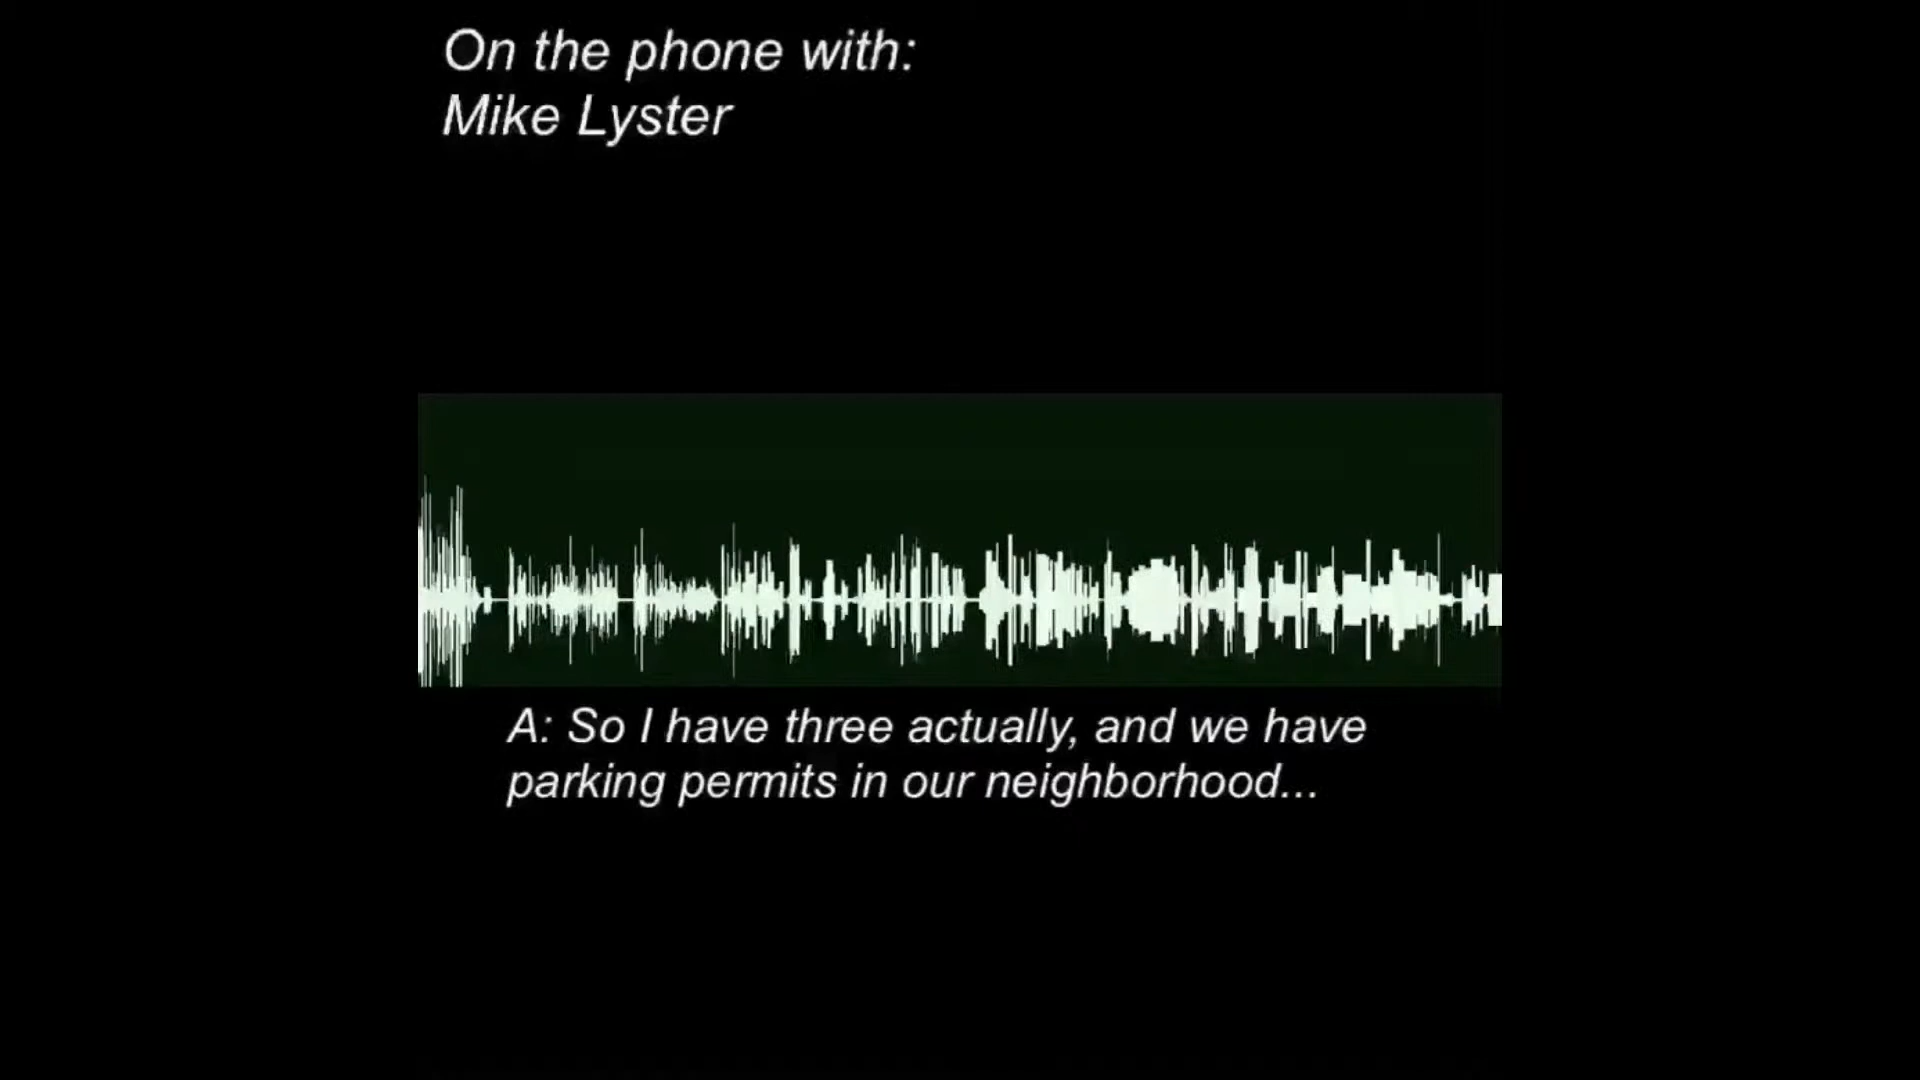 On the phone with:
Mike Lyster
A: So I have three actually, and we have
parking permits in our neighborhood...